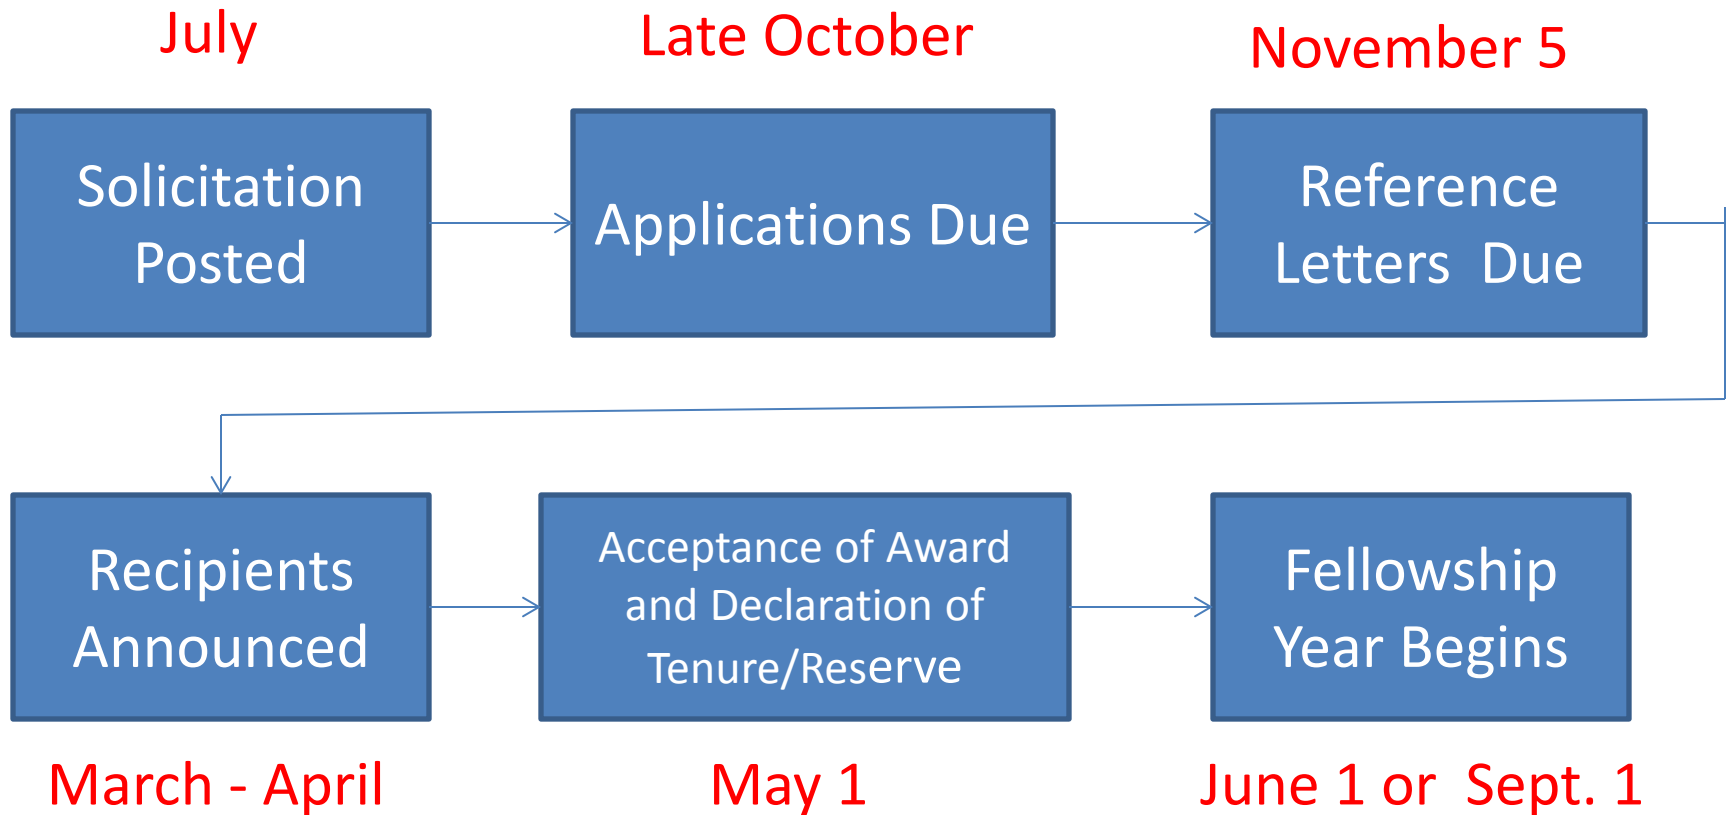 July
Late October
November 5
Solicitation
Posted
Applications Due
Reference
Letters  Due
Recipients
Announced
Acceptance of Award
and Declaration of
Tenure/Reserve
Fellowship
Year Begins
March - April
May 1
June 1 or  Sept. 1